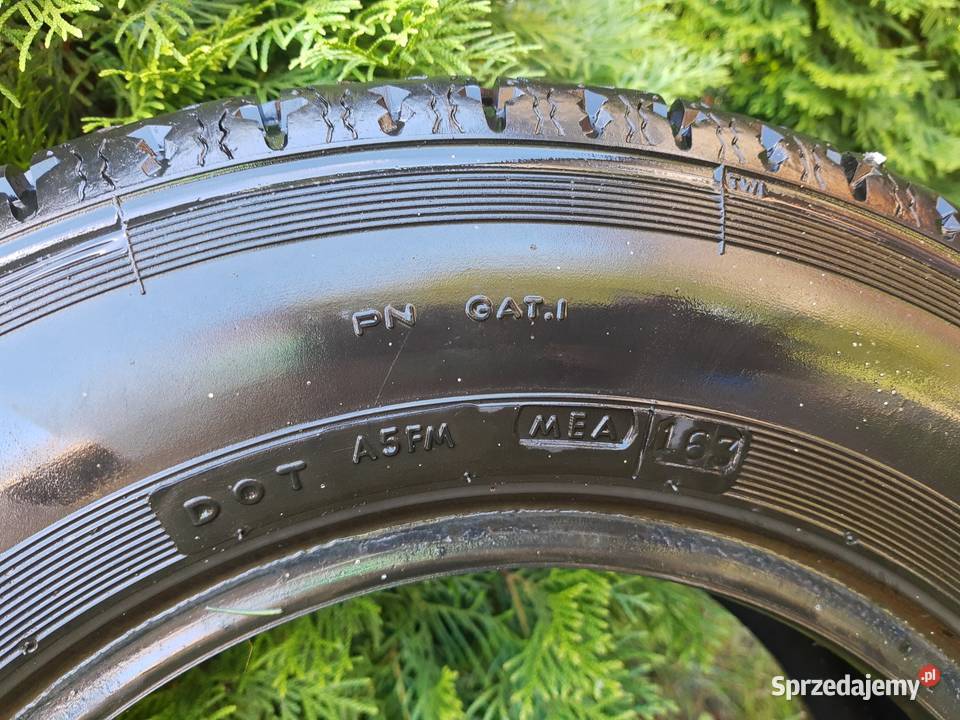 TWI
PN GAT.I
DOT A5FM MEA 163
Sprzedajemy.pl